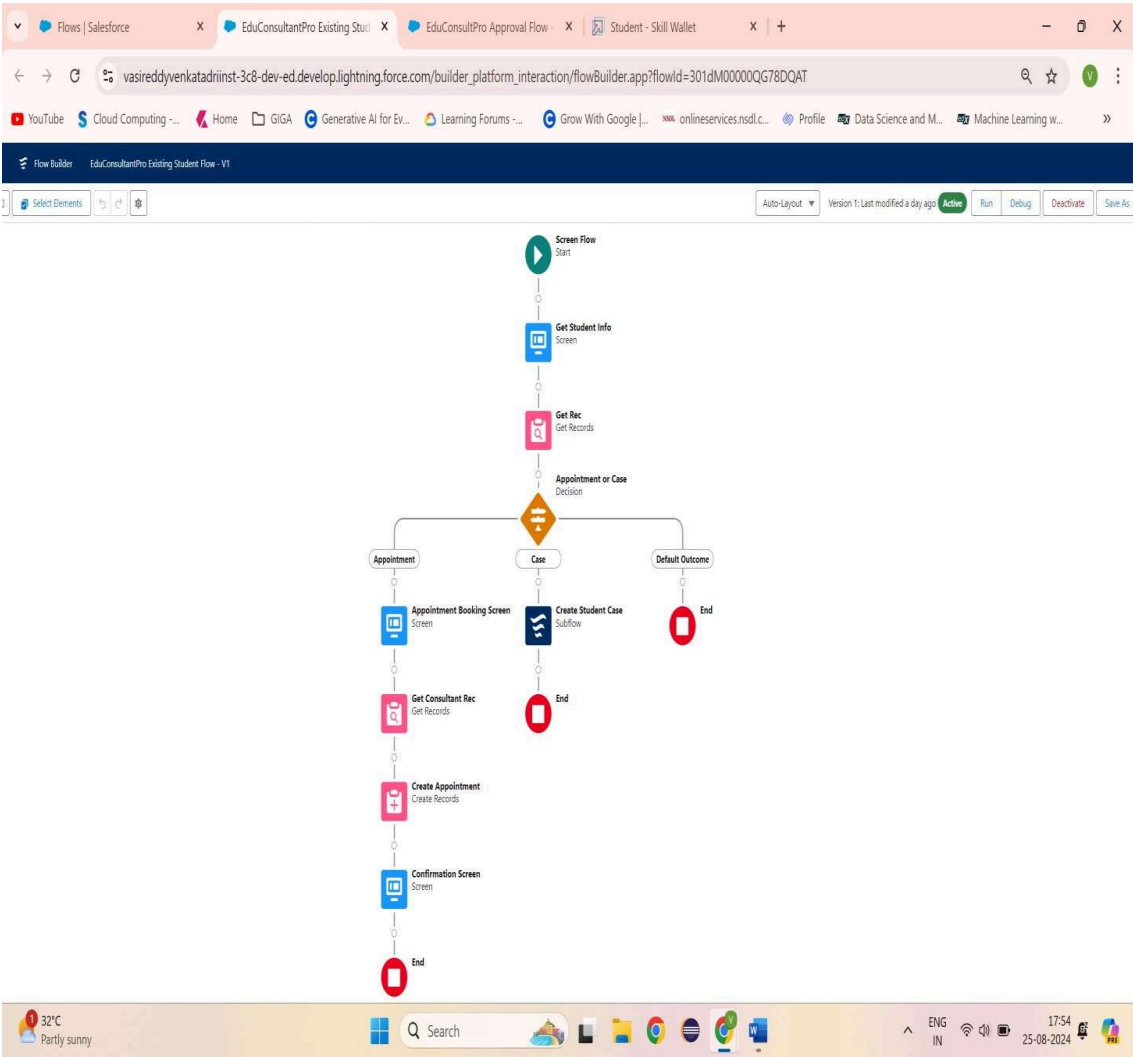 Flows | Salesforce
EduConsultantPro Existing Stud
EduConsultPro Approval Flow -
Student - Skill Wallet
vasireddyvenkatadriinst-3c8-dev-ed.develop.lightning.force.com/builder_platform_interaction/flowBuilder.app?flowId=301dM00000QG78DQAT
V
YouTube
Cloud Computing -...
Home
GIGA
Generative AI for Ev...
Learning Forums -...
Grow With Google |...
onlineservices.nsdl.c...
Profile
Data Science and M...
Machine Learning w...
Flow Builder EduConsultantPro Existing Student Flow - V1
Select Elements
Auto-Layout
Version 1: Last modified a day ago
Active
Run
Debug
Deactivate
Save As
Screen Flow
Start
Get Student Info
Screen
Get Rec
Get Records
Appointment or Case
Decision
Appointment
Case
Default Outcome
Appointment Booking Screen
Screen
Create Student Case
Subflow
End
Get Consultant Rec
Get Records
End
Create Appointment
Create Records
Confirmation Screen
Screen
End
1
32°C
Partly sunny
Search
ENG
IN
17:54
25-08-2024
PRE